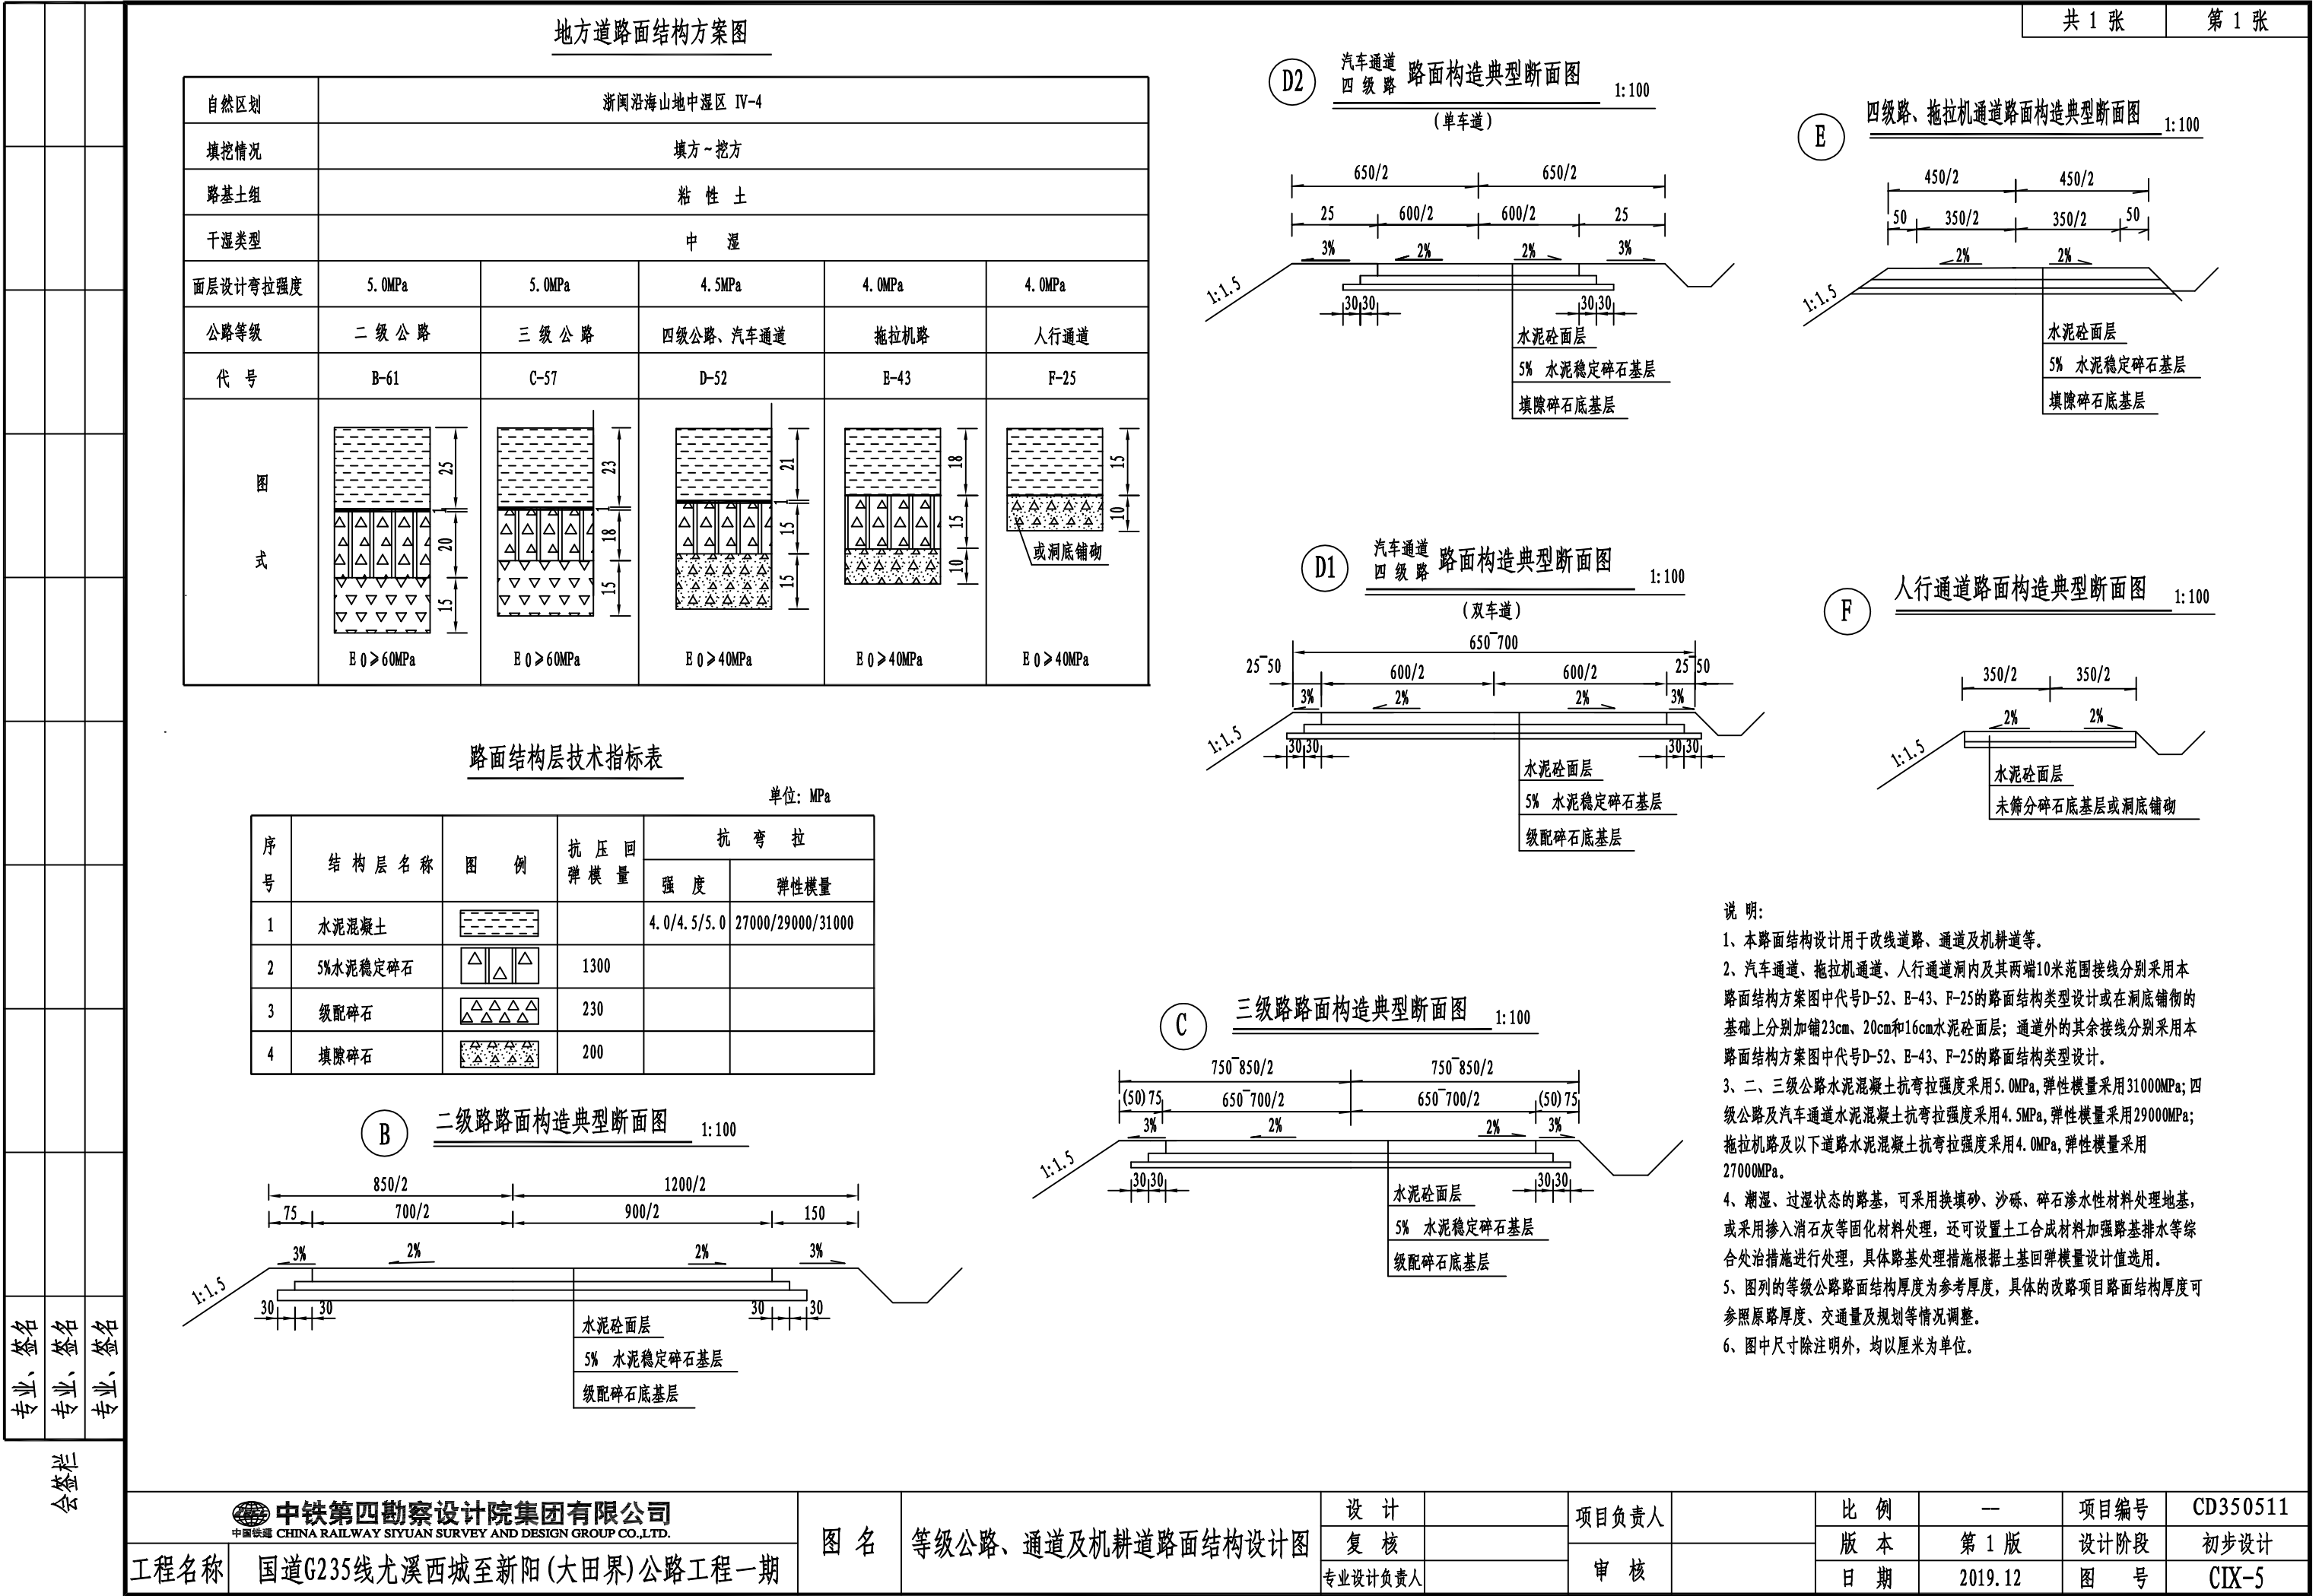 共 1 张 第 1 张
地方道路面结构方案图
自然区划 浙闽沿海山地中湿区 IV-4
填挖情况 填方~挖方
路基土组 粘 性 土
干湿类型 中 湿
面层设计弯拉强度 5.0MPa 5.0MPa 4.5MPa 4.0MPa 4.0MPa
公路等级 二级公路 三级公路 四级公路、汽车通道 拖拉机路 人行通道
代 号 B-61 C-57 D-52 E-43 F-25
图
式
25 1 20 15
23 1 18 15
21 1 15 15
18 15 10
15 10
或洞底铺砌
E0≥60MPa E0≥60MPa E0≥40MPa E0≥40MPa E0≥40MPa
路面结构层技术指标表
单位: MPa
序号 结构层名称 图 例 抗压回弹模量 抗 弯 拉
强 度 弹性模量
1 水泥混凝土 4.0/4.5/5.0 27000/29000/31000
2 5%水泥稳定碎石 1300
3 级配碎石 230
4 填隙碎石 200
B 二级路路面构造典型断面图 1:100
850/2 1200/2
75 700/2 900/2 150
3% 2% 2% 3%
1:1.5
30 30 30 30
水泥砼面层
5% 水泥稳定碎石基层
级配碎石底基层
D2 汽车通道
四 级 路 路面构造典型断面图 1:100
(单车道)
650/2 650/2
25 600/2 600/2 25
3% 2% 2% 3%
1:1.5
30 30 30 30
水泥砼面层
5% 水泥稳定碎石基层
填隙碎石底基层
E 四级路、拖拉机通道路面构造典型断面图 1:100
450/2 450/2
50 350/2 350/2 50
2% 2%
1:1.5
水泥砼面层
5% 水泥稳定碎石基层
填隙碎石底基层
D1 汽车通道
四 级 路 路面构造典型断面图 1:100
(双车道)
650~700
25~50 600/2 600/2 25~50
3% 2% 2% 3%
1:1.5
30 30 30 30
水泥砼面层
5% 水泥稳定碎石基层
级配碎石底基层
F 人行通道路面构造典型断面图 1:100
350/2 350/2
2% 2%
1:1.5
水泥砼面层
未筛分碎石底基层或洞底铺砌
C 三级路路面构造典型断面图 1:100
750~850/2 750~850/2
(50)75 650~700/2 650~700/2 (50)75
3% 2% 2% 3%
1:1.5
30 30 30 30
水泥砼面层
5% 水泥稳定碎石基层
级配碎石底基层
说 明:
1、本路面结构设计用于改线道路、通道及机耕道等。
2、汽车通道、拖拉机通道、人行通道洞内及其两端10米范围接线分别采用本
路面结构方案图中代号D-52、E-43、F-25的路面结构类型设计或在洞底铺彻的
基础上分别加铺23cm、20cm和16cm水泥砼面层；通道外的其余接线分别采用本
路面结构方案图中代号D-52、E-43、F-25的路面结构类型设计。
3、二、三级公路水泥混凝土抗弯拉强度采用5.0MPa,弹性模量采用31000MPa;四
级公路及汽车通道水泥混凝土抗弯拉强度采用4.5MPa,弹性模量采用29000MPa;
拖拉机路及以下道路水泥混凝土抗弯拉强度采用4.0MPa,弹性模量采用
27000MPa。
4、潮湿、过湿状态的路基，可采用换填砂、沙砾、碎石渗水性材料处理地基，
或采用掺入消石灰等固化材料处理，还可设置土工合成材料加强路基排水等综
合处治措施进行处理，具体路基处理措施根据土基回弹模量设计值选用。
5、图列的等级公路路面结构厚度为参考厚度，具体的改路项目路面结构厚度可
参照原路厚度、交通量及规划等情况调整。
6、图中尺寸除注明外，均以厘米为单位。
专业、签名
专业、签名
专业、签名
会签栏
中国铁建 中铁第四勘察设计院集团有限公司
CHINA RAILWAY SIYUAN SURVEY AND DESIGN GROUP CO.,LTD.
工程名称 国道G235线尤溪西城至新阳(大田界)公路工程一期
图 名 等级公路、通道及机耕道路面结构设计图
设 计
复 核
专业设计负责人
项目负责人
审 核
比 例 -- 项目编号 CD350511
版 本 第 1 版 设计阶段 初步设计
日 期 2019.12 图 号 CIX-5